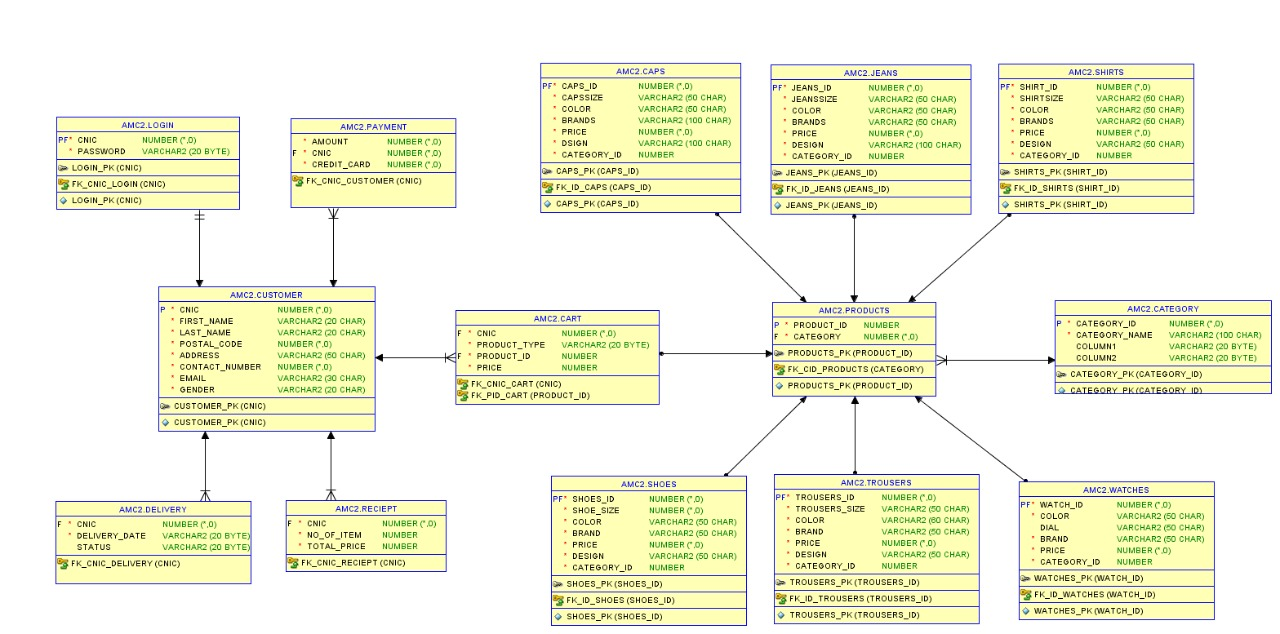 AMC2.CAPS
PF* CAPS_ID NUMBER (*,0)
* CAPSSIZE VARCHAR2 (50 CHAR)
* COLOR VARCHAR2 (50 CHAR)
* BRANDS VARCHAR2 (100 CHAR)
* PRICE NUMBER (*,0)
* DSIGN VARCHAR2 (100 CHAR)
* CATEGORY_ID NUMBER
CAPS_PK (CAPS_ID)
FK_ID_CAPS (CAPS_ID)
CAPS_PK (CAPS_ID)
AMC2.JEANS
PF* JEANS_ID NUMBER (*,0)
* JEANSSIZE VARCHAR2 (50 CHAR)
* COLOR VARCHAR2 (50 CHAR)
* BRANDS VARCHAR2 (50 CHAR)
* PRICE NUMBER (*,0)
* DESIGN VARCHAR2 (100 CHAR)
* CATEGORY_ID NUMBER
JEANS_PK (JEANS_ID)
FK_ID_JEANS (JEANS_ID)
JEANS_PK (JEANS_ID)
AMC2.SHIRTS
PF* SHIRT_ID NUMBER (*,0)
* SHIRTSIZE VARCHAR2 (50 CHAR)
* COLOR VARCHAR2 (50 CHAR)
* BRANDS VARCHAR2 (50 CHAR)
* PRICE NUMBER (*,0)
* DESIGN VARCHAR2 (50 CHAR)
* CATEGORY_ID NUMBER
SHIRTS_PK (SHIRT_ID)
FK_ID_SHIRTS (SHIRT_ID)
SHIRTS_PK (SHIRT_ID)
AMC2.LOGIN
PF* CNIC NUMBER (*,0)
* PASSWORD VARCHAR2 (20 BYTE)
LOGIN_PK (CNIC)
FK_CNIC_LOGIN (CNIC)
LOGIN_PK (CNIC)
AMC2.PAYMENT
* AMOUNT NUMBER (*,0)
F * CNIC NUMBER (*,0)
* CREDIT_CARD NUMBER (*,0)
FK_CNIC_CUSTOMER (CNIC)
AMC2.CUSTOMER
P * CNIC NUMBER (*,0)
* FIRST_NAME VARCHAR2 (20 CHAR)
* LAST_NAME VARCHAR2 (20 CHAR)
* POSTAL_CODE NUMBER (*,0)
* ADDRESS VARCHAR2 (50 CHAR)
* CONTACT_NUMBER NUMBER (*,0)
* EMAIL VARCHAR2 (30 CHAR)
* GENDER VARCHAR2 (20 CHAR)
CUSTOMER_PK (CNIC)
CUSTOMER_PK (CNIC)
AMC2.CART
F * CNIC NUMBER (*,0)
* PRODUCT_TYPE VARCHAR2 (20 BYTE)
F * PRODUCT_ID NUMBER
* PRICE NUMBER
FK_CNIC_CART (CNIC)
FK_PID_CART (PRODUCT_ID)
AMC2.PRODUCTS
P * PRODUCT_ID NUMBER
F * CATEGORY NUMBER (*,0)
PRODUCTS_PK (PRODUCT_ID)
FK_CID_PRODUCTS (CATEGORY)
PRODUCTS_PK (PRODUCT_ID)
AMC2.CATEGORY
P * CATEGORY_ID NUMBER (*,0)
* CATEGORY_NAME VARCHAR2 (100 CHAR)
COLUMN1 VARCHAR2 (20 BYTE)
COLUMN2 VARCHAR2 (20 BYTE)
CATEGORY_PK (CATEGORY_ID)
CATEGORY_PK (CATEGORY_ID)
AMC2.DELIVERY
F * CNIC NUMBER (*,0)
* DELIVERY_DATE VARCHAR2 (20 BYTE)
STATUS VARCHAR2 (20 BYTE)
FK_CNIC_DELIVERY (CNIC)
AMC2.RECIEPT
F * CNIC NUMBER (*,0)
* NO_OF_ITEM NUMBER
* TOTAL_PRICE NUMBER
FK_CNIC_RECIEPT (CNIC)
AMC2.SHOES
PF* SHOES_ID NUMBER (*,0)
* SHOE_SIZE NUMBER (*,0)
* COLOR VARCHAR2 (50 CHAR)
* BRAND VARCHAR2 (50 CHAR)
* PRICE NUMBER (*,0)
* DESIGN VARCHAR2 (50 CHAR)
* CATEGORY_ID NUMBER
SHOES_PK (SHOES_ID)
FK_ID_SHOES (SHOES_ID)
SHOES_PK (SHOES_ID)
AMC2.TROUSERS
PF* TROUSERS_ID NUMBER (*,0)
* TROUSERS_SIZE VARCHAR2 (50 CHAR)
* COLOR VARCHAR2 (60 CHAR)
* BRAND VARCHAR2 (50 CHAR)
* PRICE NUMBER (*,0)
* DESIGN VARCHAR2 (50 CHAR)
* CATEGORY_ID NUMBER
TROUSERS_PK (TROUSERS_ID)
FK_ID_TROUSERS (TROUSERS_ID)
TROUSERS_PK (TROUSERS_ID)
AMC2.WATCHES
PF* WATCH_ID NUMBER (*,0)
* COLOR VARCHAR2 (50 CHAR)
DIAL VARCHAR2 (50 CHAR)
* BRAND VARCHAR2 (50 CHAR)
* PRICE NUMBER (*,0)
* CATEGORY_ID NUMBER
WATCHES_PK (WATCH_ID)
FK_ID_WATCHES (WATCH_ID)
WATCHES_PK (WATCH_ID)